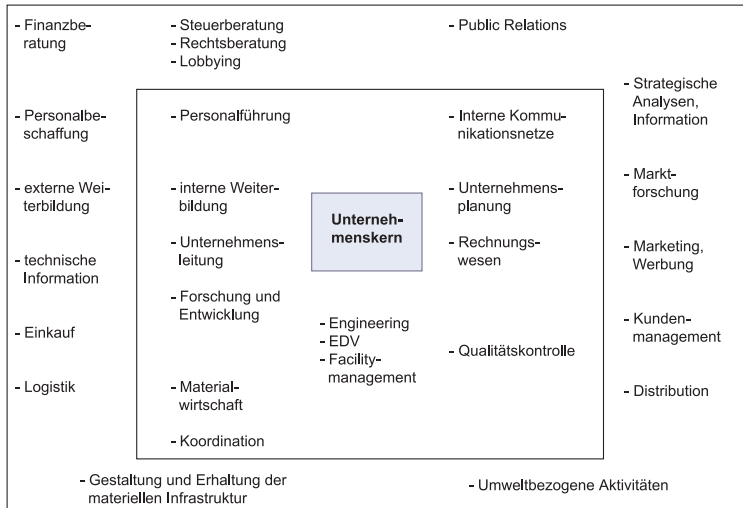 - Finanzbe-
ratung
- Steuerberatung
- Rechtsberatung
- Lobbying
- Public Relations
- Strategische
Analysen,
Information
- Personalbe-
schaffung
- Personalführung
- Interne Kommu-
nikationsnetze
- externe Wei-
terbildung
- interne Weiter-
bildung
Unterneh-
menskern
- Unternehmens-
planung
- Markt-
forschung
- technische
Information
- Unternehmens-
leitung
- Rechnungs-
wesen
- Marketing,
Werbung
- Forschung und
Entwicklung
- Einkauf
- Engineering
- EDV
- Facility-
management
- Qualitätskontrolle
- Kunden-
management
- Logistik
- Material-
wirtschaft
- Distribution
- Koordination
- Gestaltung und Erhaltung der
materiellen Infrastruktur
- Umweltbezogene Aktivitäten